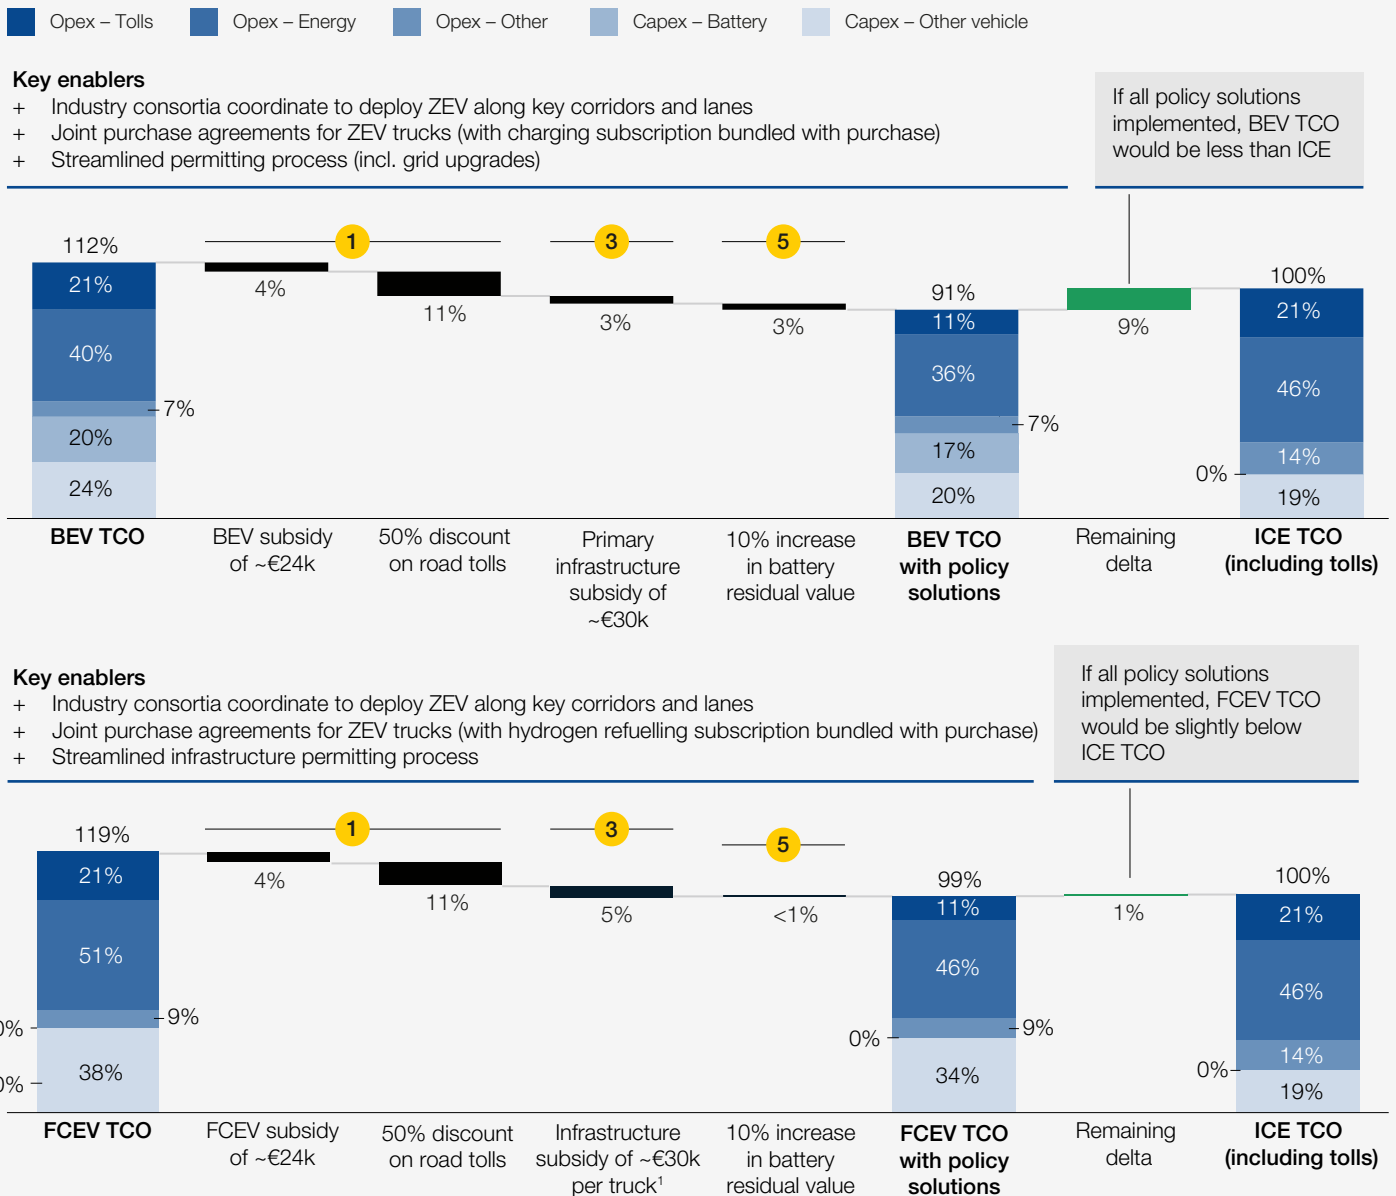 Opex – Tolls
Opex – Energy
Opex – Other
Capex – Battery
Capex – Other vehicle
Key enablers
+ Industry consortia coordinate to deploy ZEV along key corridors and lanes
+ Joint purchase agreements for ZEV trucks (with charging subscription bundled with purchase)
+ Streamlined permitting process (incl. grid upgrades)
If all policy solutions
implemented, BEV TCO
would be less than ICE
1
3
5
112%
21%
40%
7%
20%
24%
4%
11%
3%
3%
91%
11%
36%
7%
17%
20%
9%
100%
21%
46%
14%
0%
19%
BEV TCO
BEV subsidy
of ~€24k
50% discount
on road tolls
Primary
infrastructure
subsidy of
~€30k
10% increase
in battery
residual value
BEV TCO
with policy
solutions
Remaining
delta
ICE TCO
(including tolls)
Key enablers
+ Industry consortia coordinate to deploy ZEV along key corridors and lanes
+ Joint purchase agreements for ZEV trucks (with hydrogen refuelling subscription bundled with purchase)
+ Streamlined infrastructure permitting process
If all policy solutions
implemented, FCEV TCO
would be slightly below
ICE TCO
1
3
5
119%
21%
51%
9%
0%
0%
38%
4%
11%
5%
<1%
99%
11%
46%
9%
0%
34%
1%
100%
21%
46%
14%
0%
19%
FCEV TCO
FCEV subsidy
of ~€24k
50% discount
on road tolls
Infrastructure
subsidy of ~€30k
per truck¹
10% increase
in battery
residual value
FCEV TCO
with policy
solutions
Remaining
delta
ICE TCO
(including tolls)